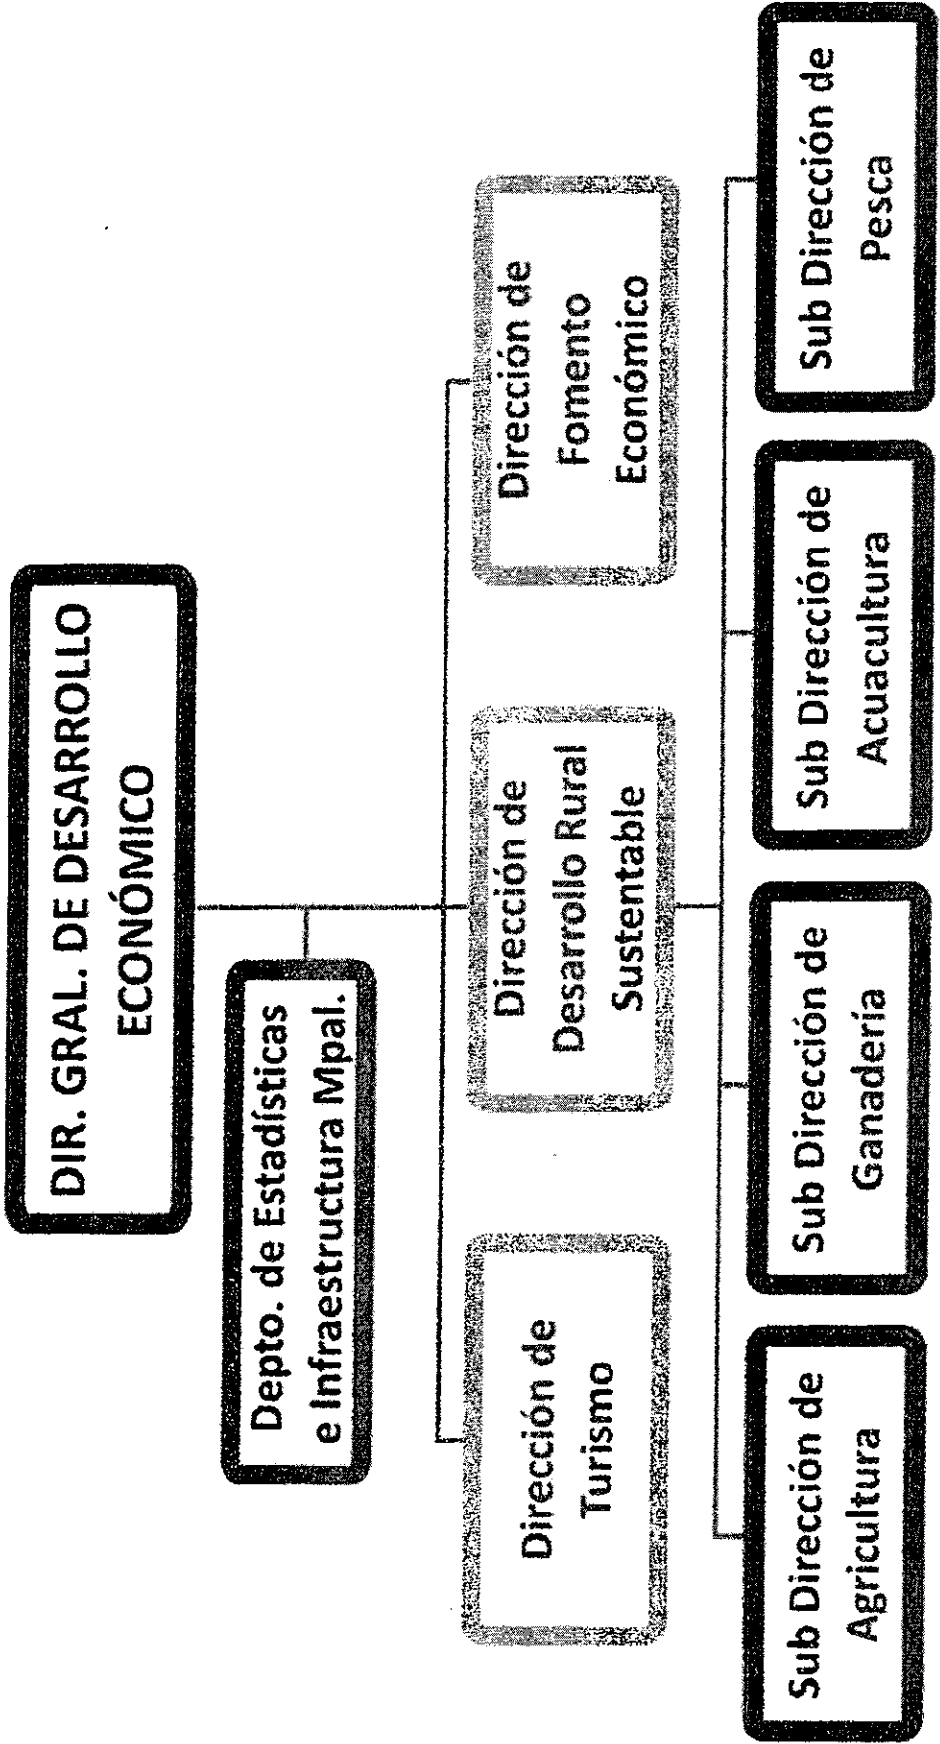 DIR. GRAL. DE DESARROLLO
ECONÓMICO
Depto. de Estadísticas
e Infraestructura Mpal.
Dirección de
Turismo
Dirección de
Desarrollo Rural
Sustentable
Dirección de
Fomento
Económico
Sub Dirección de
Agricultura
Sub Dirección de
Ganadería
Sub Dirección de
Acuacultura
Sub Dirección de
Pesca